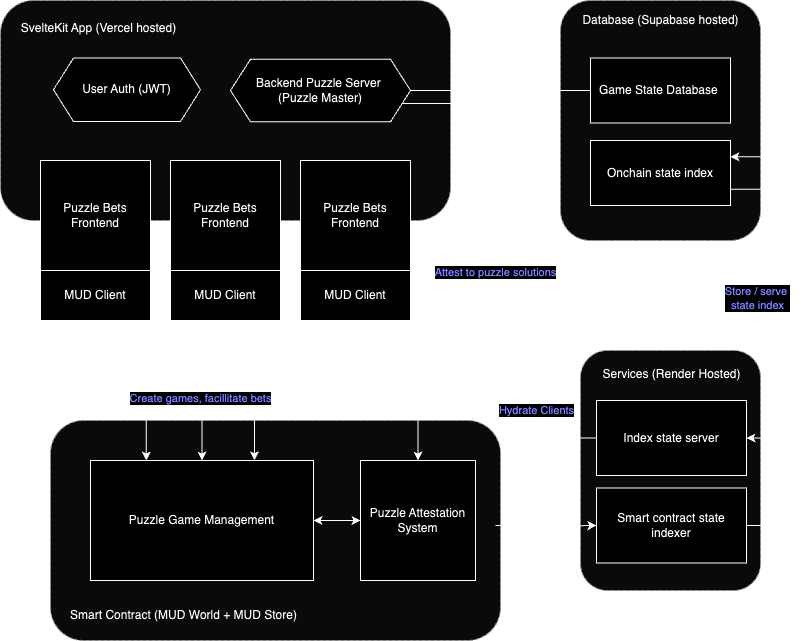 SvelteKit App (Vercel hosted)
User Auth (JWT)
Backend Puzzle Server
(Puzzle Master)
Puzzle Bets
Frontend
MUD Client
Puzzle Bets
Frontend
MUD Client
Puzzle Bets
Frontend
MUD Client
Database (Supabase hosted)
Game State Database
Onchain state index
Attest to puzzle solutions
Store / serve
state index
Create games, facillitate bets
Hydrate Clients
Services (Render Hosted)
Index state server
Smart contract state
indexer
Puzzle Game Management
Puzzle Attestation
System
Smart Contract (MUD World + MUD Store)